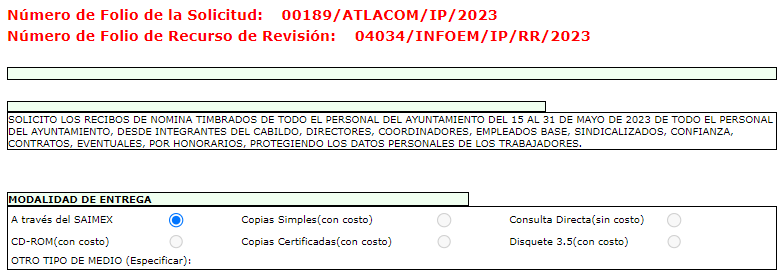 Número de Folio de la Solicitud: 00189/ATLACOM/IP/2023
Número de Folio de Recurso de Revisión: 04034/INFOEM/IP/RR/2023
SOLICITO LOS RECIBOS DE NOMINA TIMBRADOS DE TODO EL PERSONAL DEL AYUNTAMIENTO DEL 15 AL 31 DE MAYO DE 2023 DE TODO EL PERSONAL
DEL AYUNTAMIENTO, DESDE INTEGRANTES DEL CABILDO, DIRECTORES, COORDINADORES, EMPLEADOS BASE, SINDICALIZADOS, CONFIANZA,
CONTRATOS, EVENTUALES, POR HONORARIOS, PROTEGIENDO LOS DATOS PERSONALES DE LOS TRABAJADORES.
MODALIDAD DE ENTREGA
A través del SAIMEX Copias Simples(con costo) Consulta Directa(sin costo)
CD-ROM(con costo) Copias Certificadas(con costo) Disquete 3.5(con costo)
OTRO TIPO DE MEDIO (Especificar):